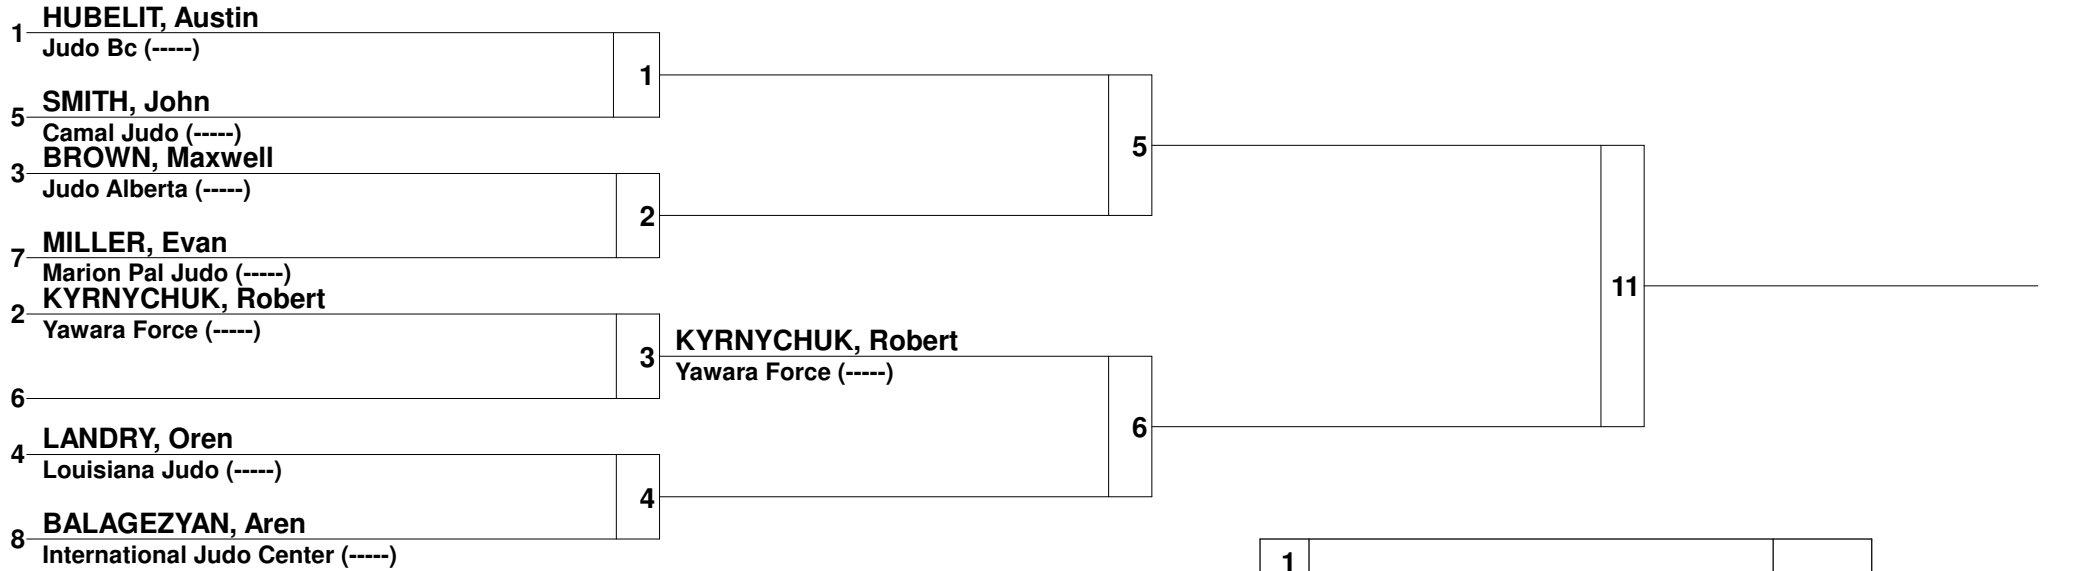 HUBELIT, Austin
1
Judo Bc (-----)
1
SMITH, John
5
Camal Judo (-----)
5
BROWN, Maxwell
3
Judo Alberta (-----)
2
MILLER, Evan
7
Marion Pal Judo (-----)
11
KYRNYCHUK, Robert
2
Yawara Force (-----)
3
KYRNYCHUK, Robert
Yawara Force (-----)
6
6
LANDRY, Oren
4
Louisiana Judo (-----)
4
BALAGEZYAN, Aren
8
International Judo Center (-----)
1